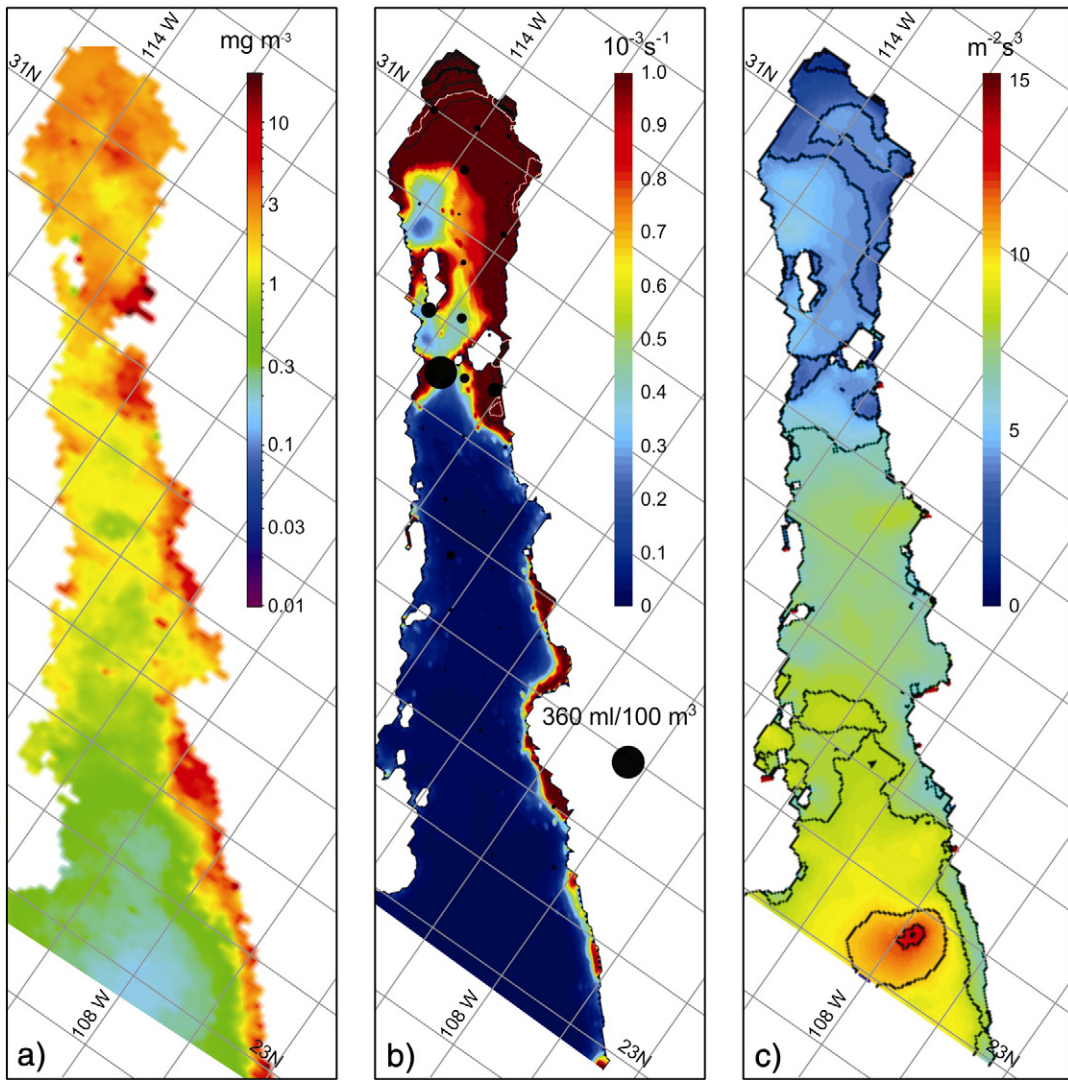 mg m⁻³
31N
114 W
10
3
1
0.3
0.1
0.03
0.01
108 W
23N
a)
10⁻³s⁻¹
31N
114 W
1.0
0.9
0.8
0.7
0.6
0.5
0.4
0.3
0.2
0.1
0
360 ml/100 m³
108 W
23N
b)
m⁻²s³
31N
114 W
15
10
5
0
108 W
23N
c)